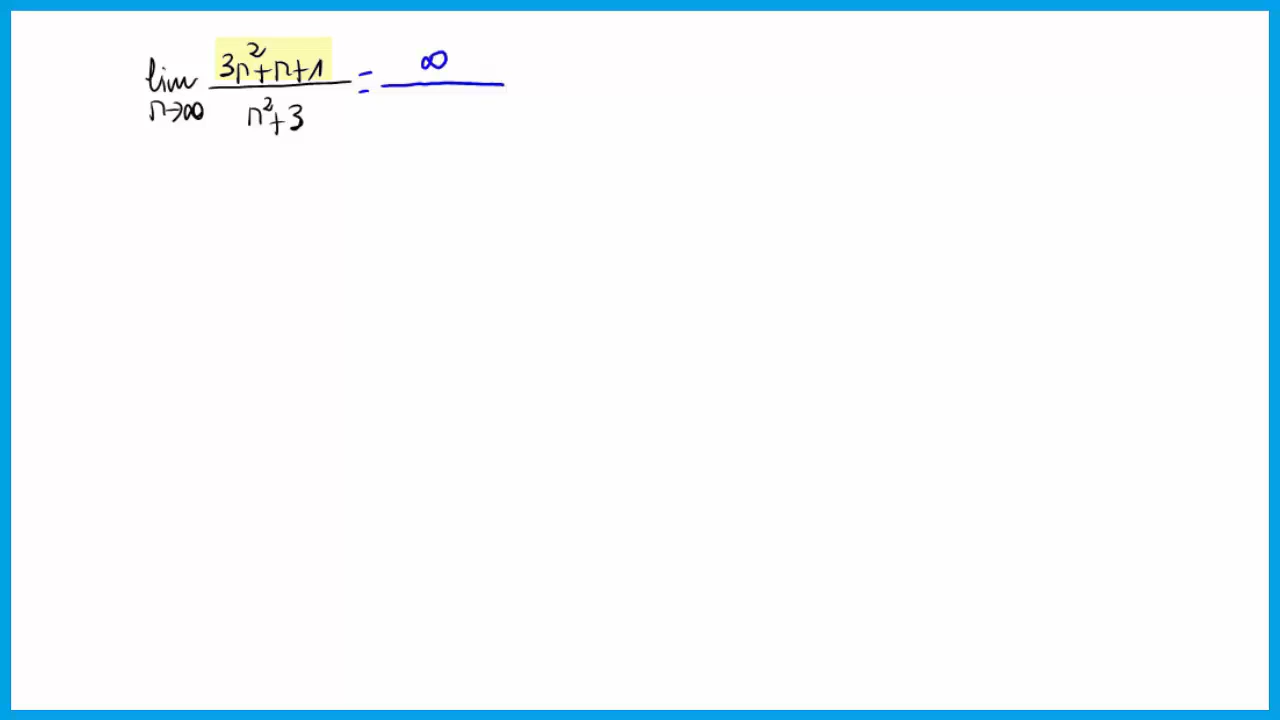 lim n→∞ (3n²+n+1)/(n²+3) = ∞/